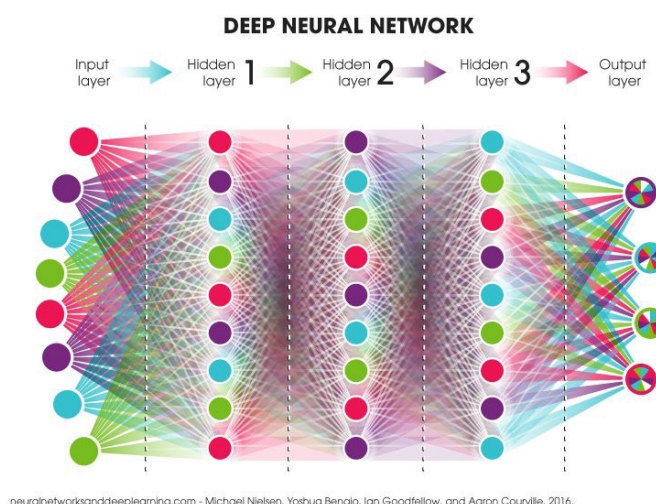 DEEP NEURAL NETWORK
Input layer
Hidden layer 1
Hidden layer 2
Hidden layer 3
Output layer
neuralnetworksanddeeplearning.com - Michael Nielsen, Yoshua Bengio, Ian Goodfellow, and Aaron Courville, 2016.